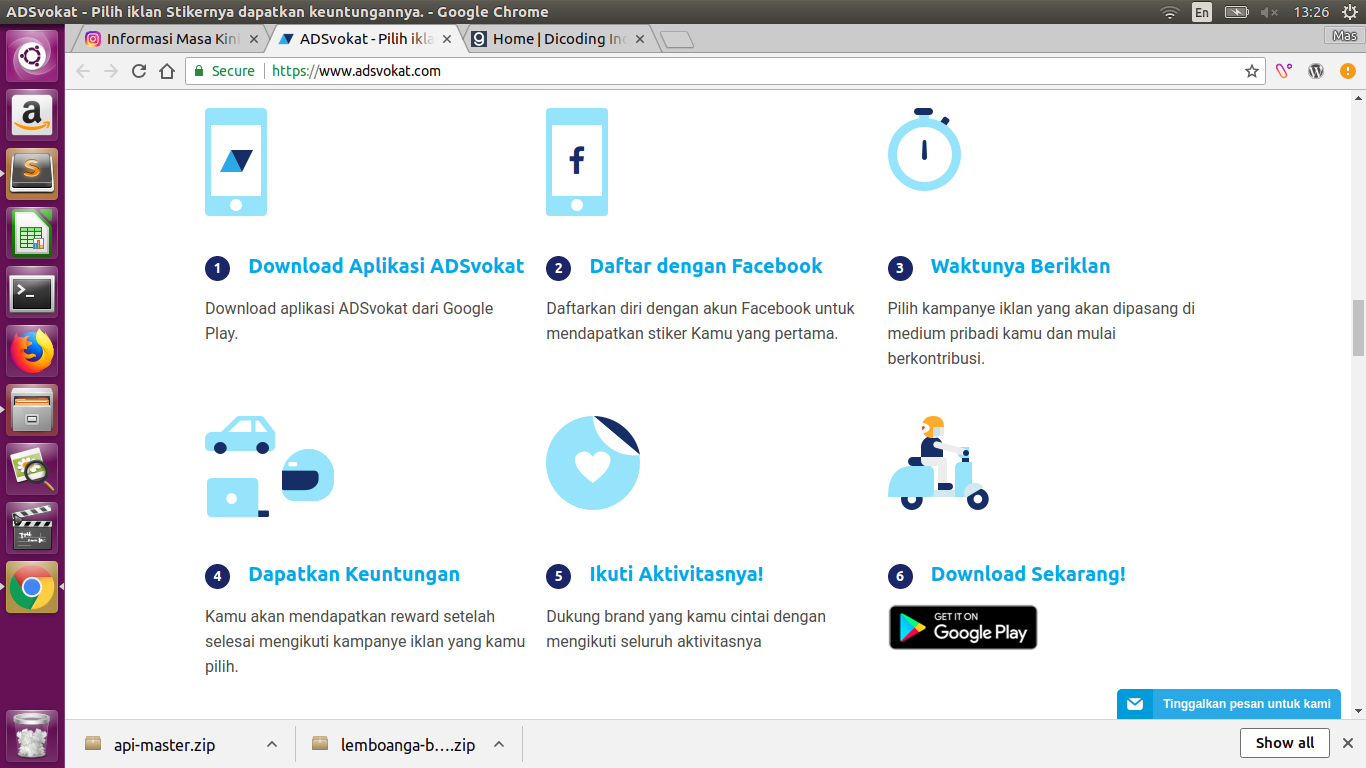 ADSvokat - Pilih iklan Stikernya dapatkan keuntungannya. - Google Chrome
En
13:26
Informasi Masa Kini
ADSvokat - Pilih ikla
Home | Dicoding Ind
Mas
Secure
https://www.adsvokat.com
1 Download Aplikasi ADSvokat
Download aplikasi ADSvokat dari Google
Play.
2 Daftar dengan Facebook
Daftarkan diri dengan akun Facebook untuk
mendapatkan stiker Kamu yang pertama.
3 Waktunya Beriklan
Pilih kampanye iklan yang akan dipasang di
medium pribadi kamu dan mulai
berkontribusi.
4 Dapatkan Keuntungan
Kamu akan mendapatkan reward setelah
selesai mengikuti kampanye iklan yang kamu
pilih.
5 Ikuti Aktivitasnya!
Dukung brand yang kamu cintai dengan
mengikuti seluruh aktivitasnya
6 Download Sekarang!
GET IT ON
Google Play
Tinggalkan pesan untuk kami
api-master.zip
lemboanga-b....zip
Show all